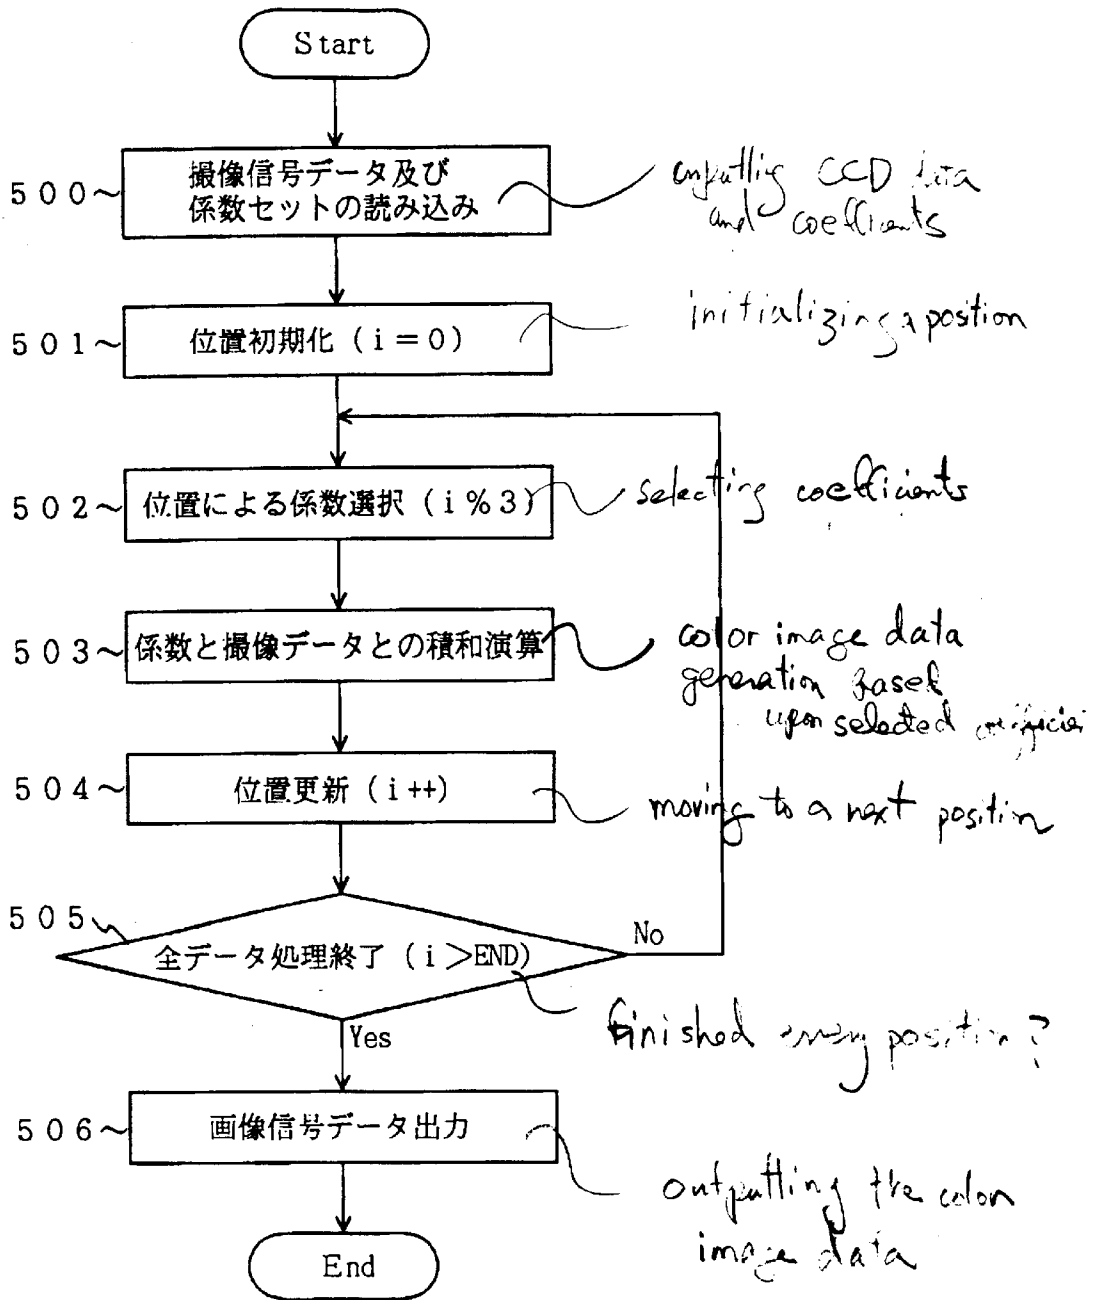 Start
500~
撮像信号データ及び
係数セットの読み込み
CCD data
and coefficients
501~
位置初期化 (i=0)
initializing a position
502~
位置による係数選択 (i%3)
selecting coefficients
503~
係数と撮像データとの積和演算
color image data
generation based
upon selected
504~
位置更新 (i++)
moving to a next position
505
全データ処理終了 (i>END)
No
finished every position?
Yes
506~
画像信号データ出力
outputting the color
image data
End